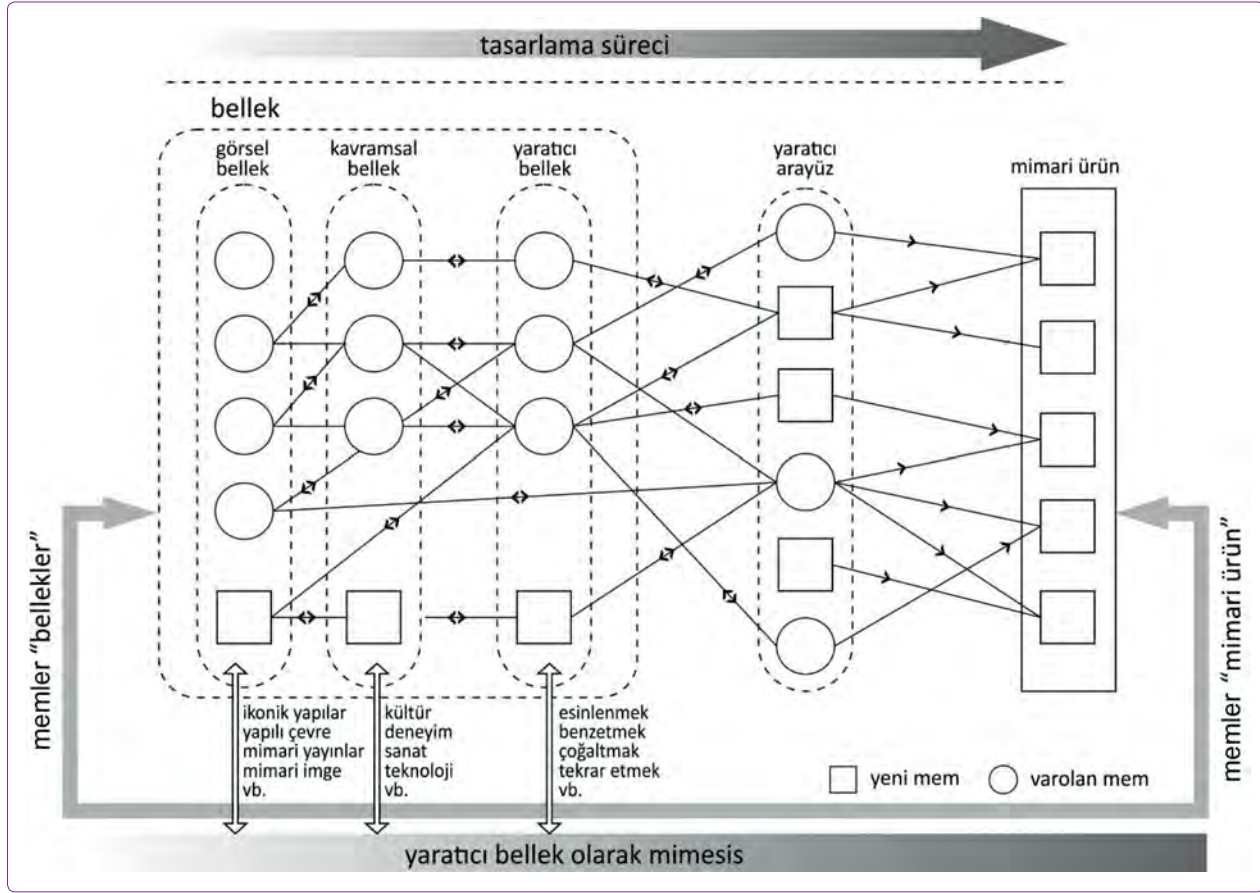 tasarlama süreci
bellek
görsel
bellek
kavramsal
bellek
yaratıcı
bellek
yaratıcı
arayüz
mimari ürün
memler “bellekler”
memler “mimari ürün”
ikonik yapılar
yapılı çevre
mimari yayınlar
mimari imge
vb.
kültür
deneyim
sanat
teknoloji
vb.
esinlenmek
benzetmek
çoğaltmak
tekrar etmek
vb.
yeni mem
varolan mem
yaratıcı bellek olarak mimesis